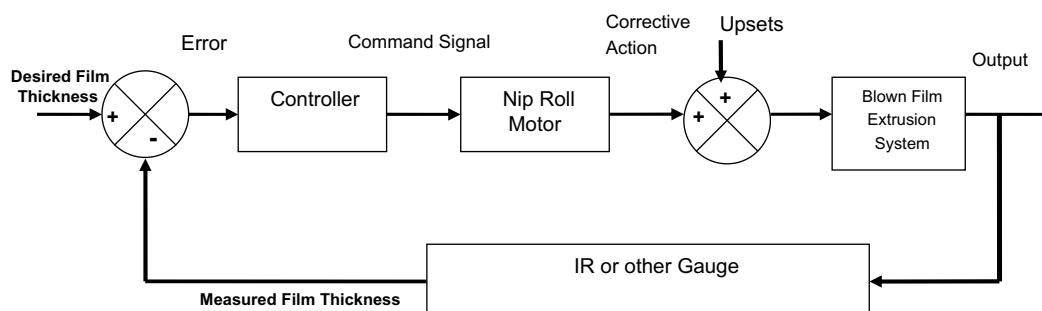 Error
Command Signal
Corrective
Action
Upsets
Output
Desired Film
Thickness
+
-
Controller
Nip Roll
Motor
+
+
Blown Film
Extrusion
System
IR or other Gauge
Measured Film Thickness